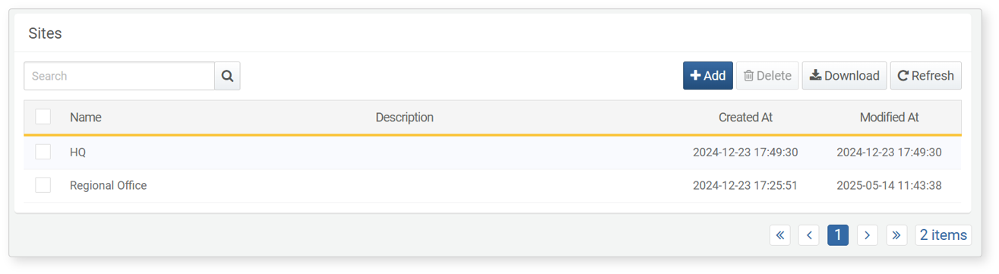 Sites
Search Add Delete Download Refresh
Name Description Created At Modified At
HQ 2024-12-23 17:49:30 2024-12-23 17:49:30
Regional Office 2024-12-23 17:25:51 2025-05-14 11:43:38
« ‹ 1 › » 2 items